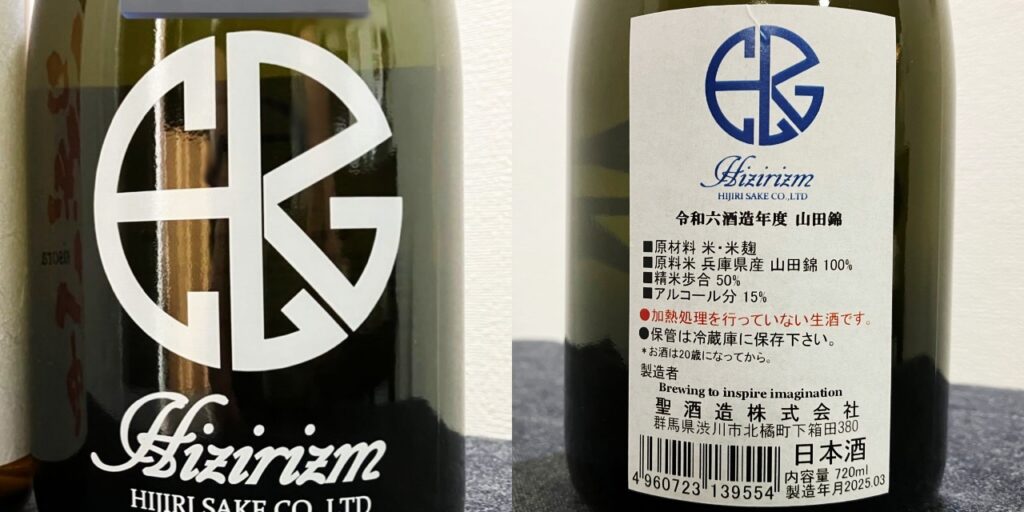 Hizirizm
HIJIRI SAKE CO.,LTD
Hizirizm
HIJIRI SAKE CO.,LTD
令和六酒造年度 山田錦
■原材料 米・米麹
■原料米 兵庫県産 山田錦 100%
■精米歩合 50%
■アルコール分 15%
●加熱処理を行っていない生酒です。
●保管は冷蔵庫に保存下さい。
*お酒は20歳になってから。
製造者
Brewing to inspire imagination
聖酒造株式会社
群馬県渋川市北橘町下箱田380
日本酒
内容量 720ml
製造年月2025.03
4 960723 139554